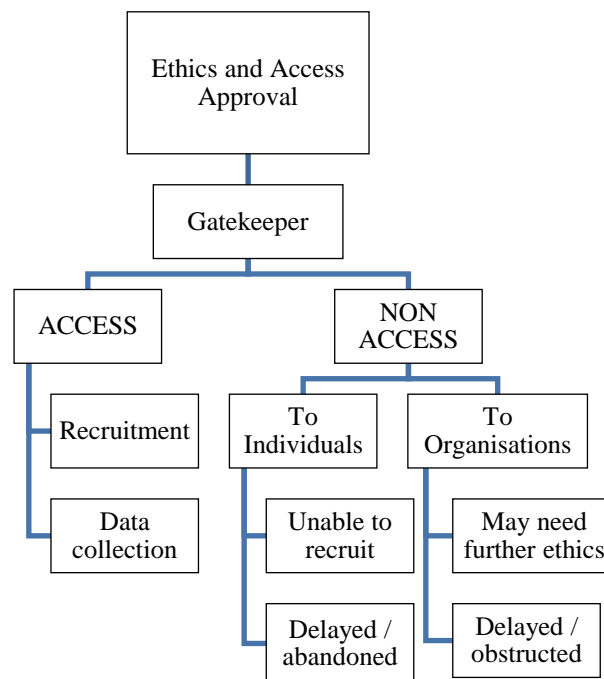 Ethics and Access
Approval
Gatekeeper
ACCESS
Recruitment
Data
collection
NON
ACCESS
To
Individuals
Unable to
recruit
Delayed /
abandoned
To
Organisations
May need
further ethics
Delayed /
obstructed